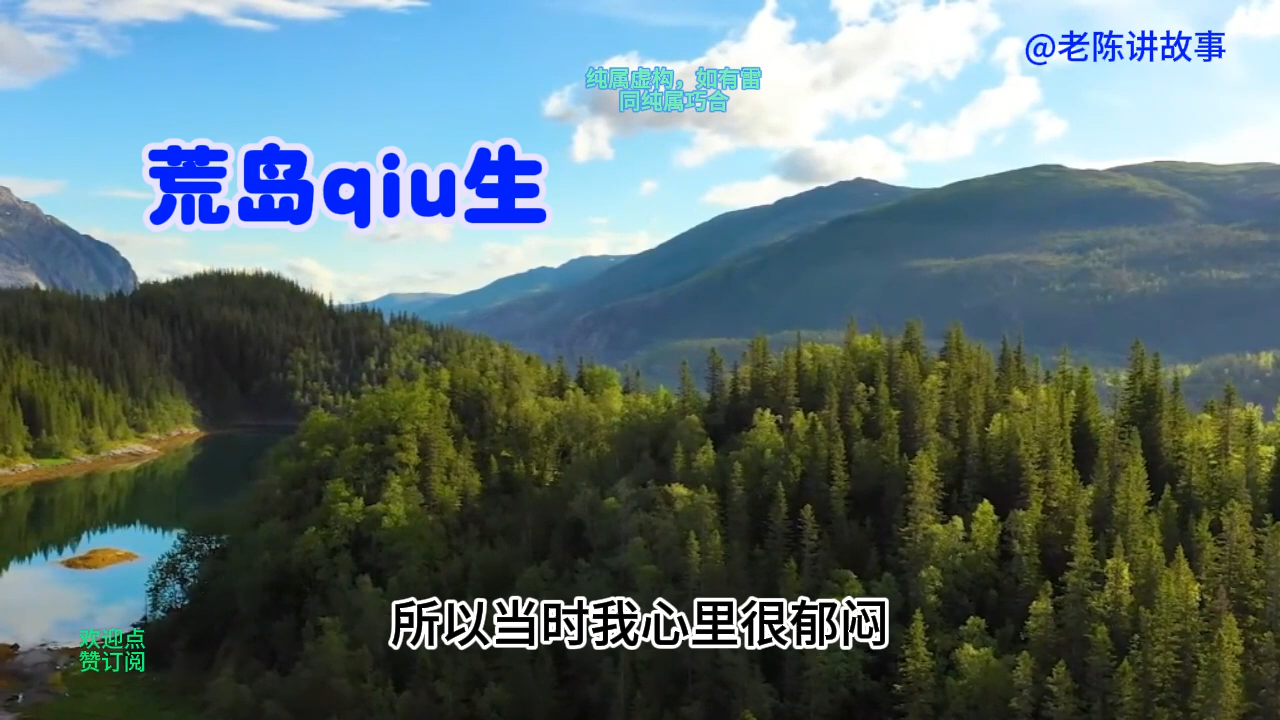 @老陈讲故事
纯属虚构，如有雷
同纯属巧合
荒岛qiu生
所以当时我心里很郁闷
欢迎点
赞订阅